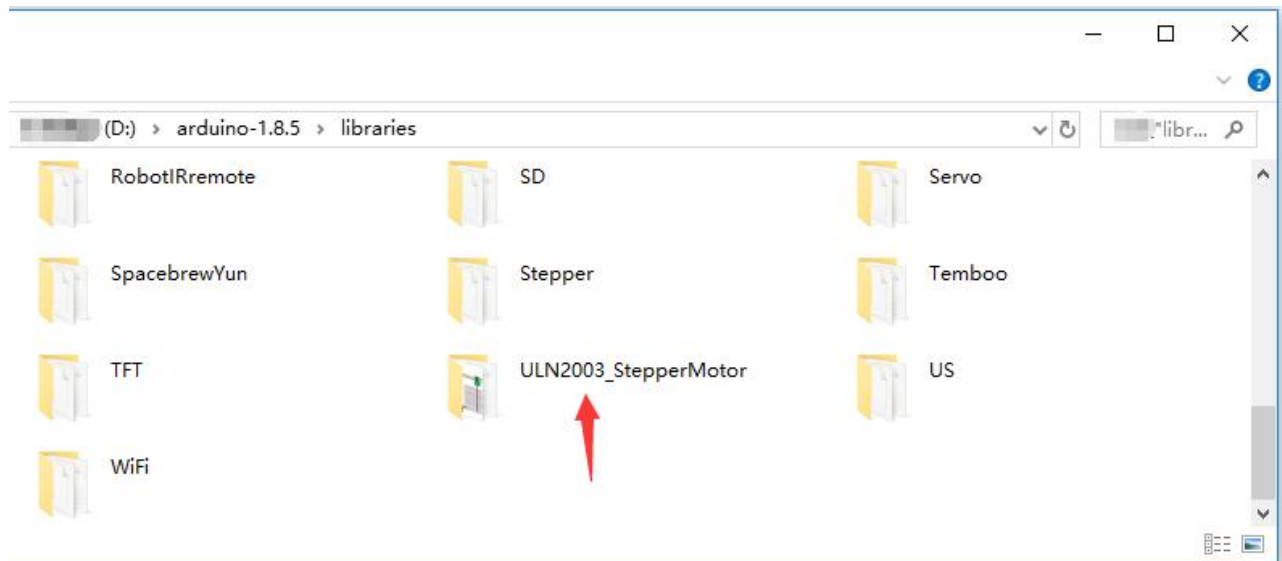 (D:) › arduino-1.8.5 › libraries
"libr...
RobotIRremote SD Servo
SpacebrewYun Stepper Temboo
TFT ULN2003_StepperMotor US
WiFi